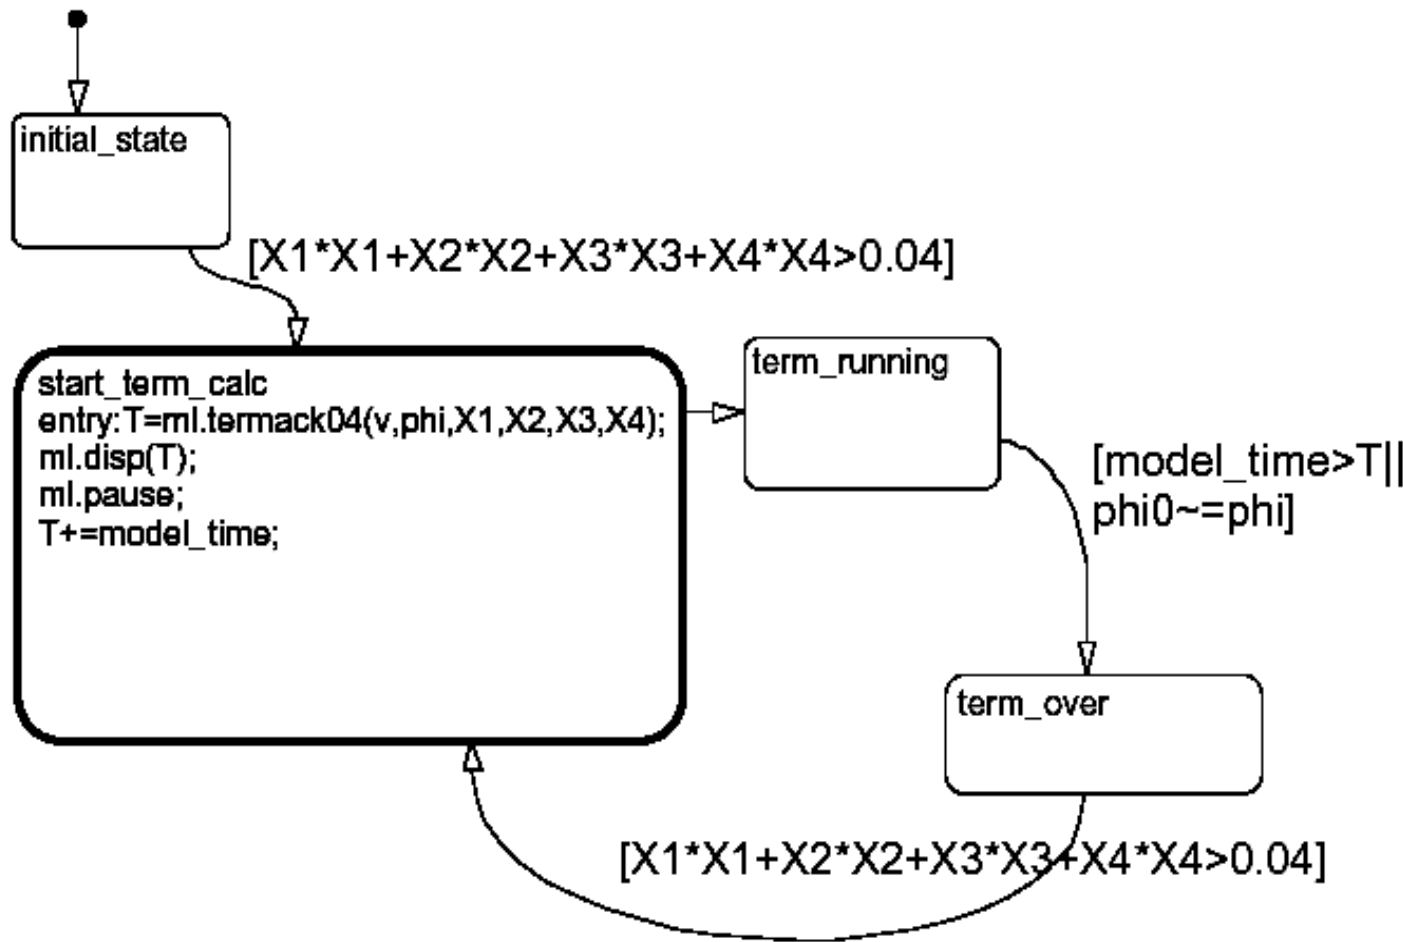 initial_state
[X1*X1+X2*X2+X3*X3+X4*X4>0.04]
start_term_calc
entry:T=ml.termack04(v,phi,X1,X2,X3,X4);
ml.disp(T);
ml.pause;
T+=model_time;
term_running
[model_time>T||
phi0~=phi]
term_over
[X1*X1+X2*X2+X3*X3+X4*X4>0.04]